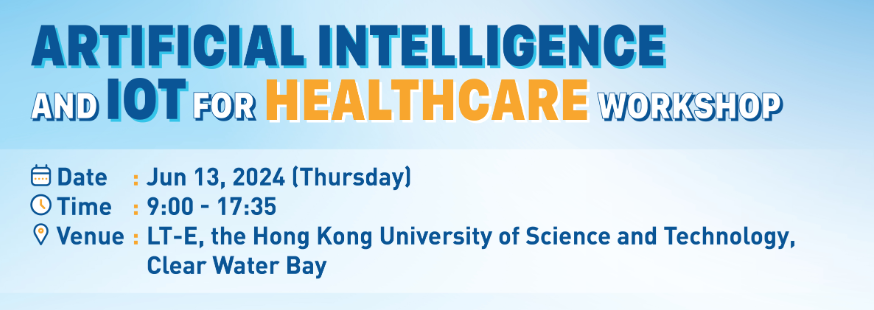 ARTIFICIAL INTELLIGENCE
AND IOT FOR HEALTHCARE WORKSHOP
Date : Jun 13, 2024 (Thursday)
Time : 9:00 - 17:35
Venue : LT-E, the Hong Kong University of Science and Technology,
Clear Water Bay